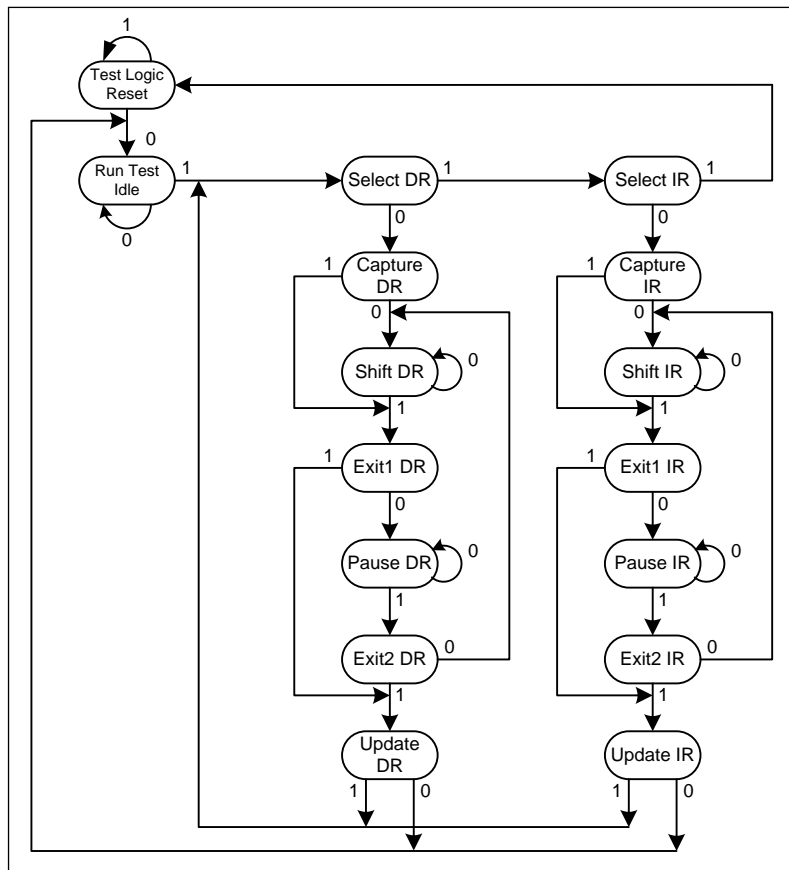 1
Test Logic
Reset
0
Run Test
Idle
1
0
Select DR
1
Select IR
1
0
0
1
Capture
DR
0
1
Capture
IR
0
Shift DR
0
1
Shift IR
0
1
1
Exit1 DR
0
1
Exit1 IR
0
Pause DR
0
1
Pause IR
0
1
Exit2 DR
0
1
Exit2 IR
0
1
Update
DR
1
0
Update IR
1
0